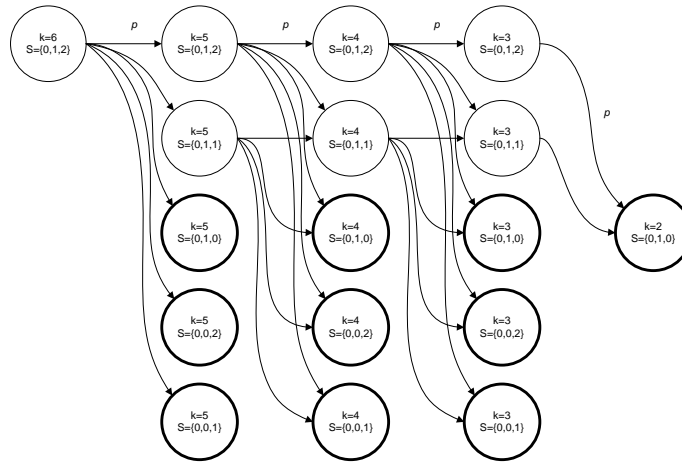 p
p
p
k=6
S={0,1,2}
k=5
S={0,1,2}
k=4
S={0,1,2}
k=3
S={0,1,2}
p
k=5
S={0,1,1}
k=4
S={0,1,1}
k=3
S={0,1,1}
k=5
S={0,1,0}
k=4
S={0,1,0}
k=3
S={0,1,0}
k=2
S={0,1,0}
k=5
S={0,0,2}
k=4
S={0,0,2}
k=3
S={0,0,2}
k=5
S={0,0,1}
k=4
S={0,0,1}
k=3
S={0,0,1}